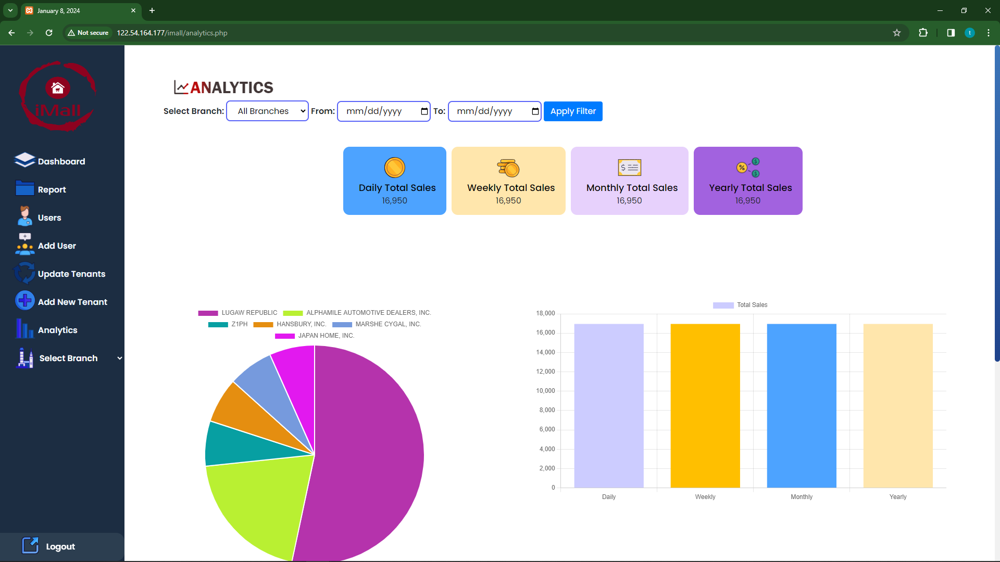 January 8, 2024
Not secure
122.54.164.177/imall/analytics.php
t
iMall
Dashboard
Report
Users
Add User
Update Tenants
Add New Tenant
Analytics
Select Branch
Logout
ANALYTICS
Select Branch: All Branches From: mm/dd/yyyy To: mm/dd/yyyy Apply Filter
Daily Total Sales
16,950
Weekly Total Sales
16,950
Monthly Total Sales
16,950
Yearly Total Sales
16,950
LUGAW REPUBLIC ALPHAMILE AUTOMOTIVE DEALERS, INC.
Z1PH HANSBURY, INC. MARSHE CYGAL, INC.
JAPAN HOME, INC.
Total Sales
18,000
16,000
14,000
12,000
10,000
8,000
6,000
4,000
2,000
0
Daily Weekly Monthly Yearly